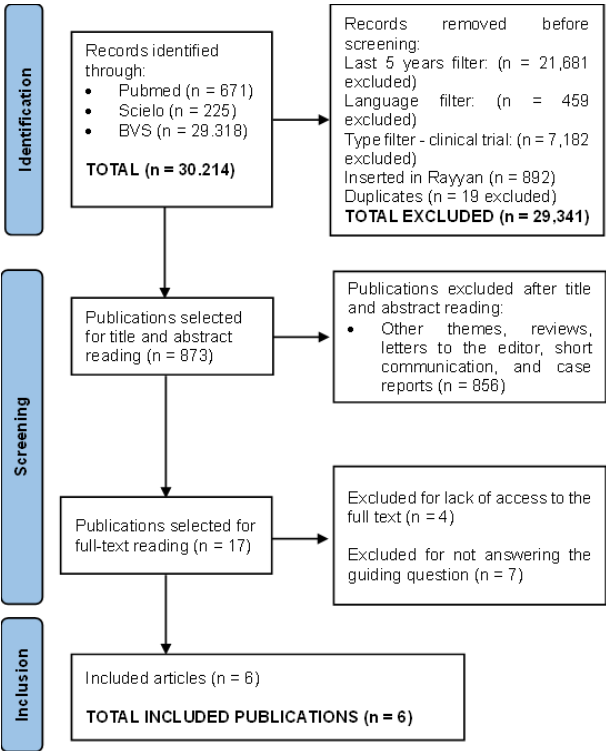 Identification
Records identified
through:
• Pubmed (n = 671)
• Scielo (n = 225)
• BVS (n = 29.318)
TOTAL (n = 30.214)
Records removed before
screening:
Last 5 years filter: (n = 21,681
excluded)
Language filter: (n = 459
excluded)
Type filter - clinical trial: (n = 7,182
excluded)
Inserted in Rayyan (n = 892)
Duplicates (n = 19 excluded)
TOTAL EXCLUDED (n = 29,341)
Screening
Publications selected
for title and abstract
reading (n = 873)
Publications excluded after title
and abstract reading:
• Other themes, reviews,
letters to the editor, short
communication, and case
reports (n = 856)
Publications selected for
full-text reading (n = 17)
Excluded for lack of access to the
full text (n = 4)
Excluded for not answering the
guiding question (n = 7)
Inclusion
Included articles (n = 6)
TOTAL INCLUDED PUBLICATIONS (n = 6)